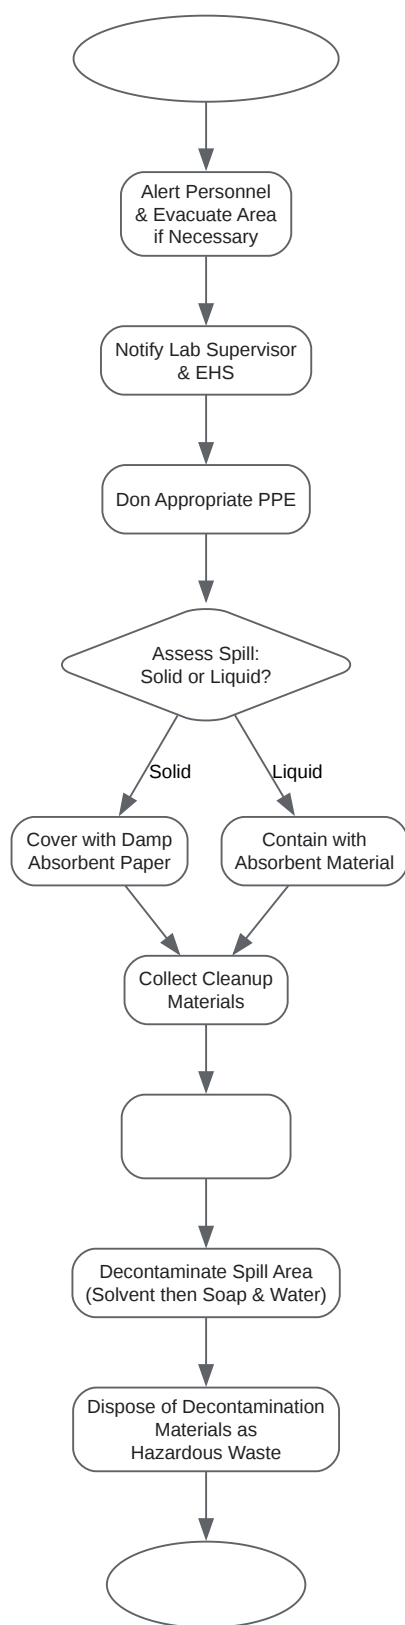 Alert Personnel
& Evacuate Area
if Necessary
Notify Lab Supervisor
& EHS
Don Appropriate PPE
Assess Spill:
Solid or Liquid?
Solid
Liquid
Cover with Damp
Absorbent Paper
Contain with
Absorbent Material
Collect Cleanup
Materials
Decontaminate Spill Area
(Solvent then Soap & Water)
Dispose of Decontamination
Materials as
Hazardous Waste